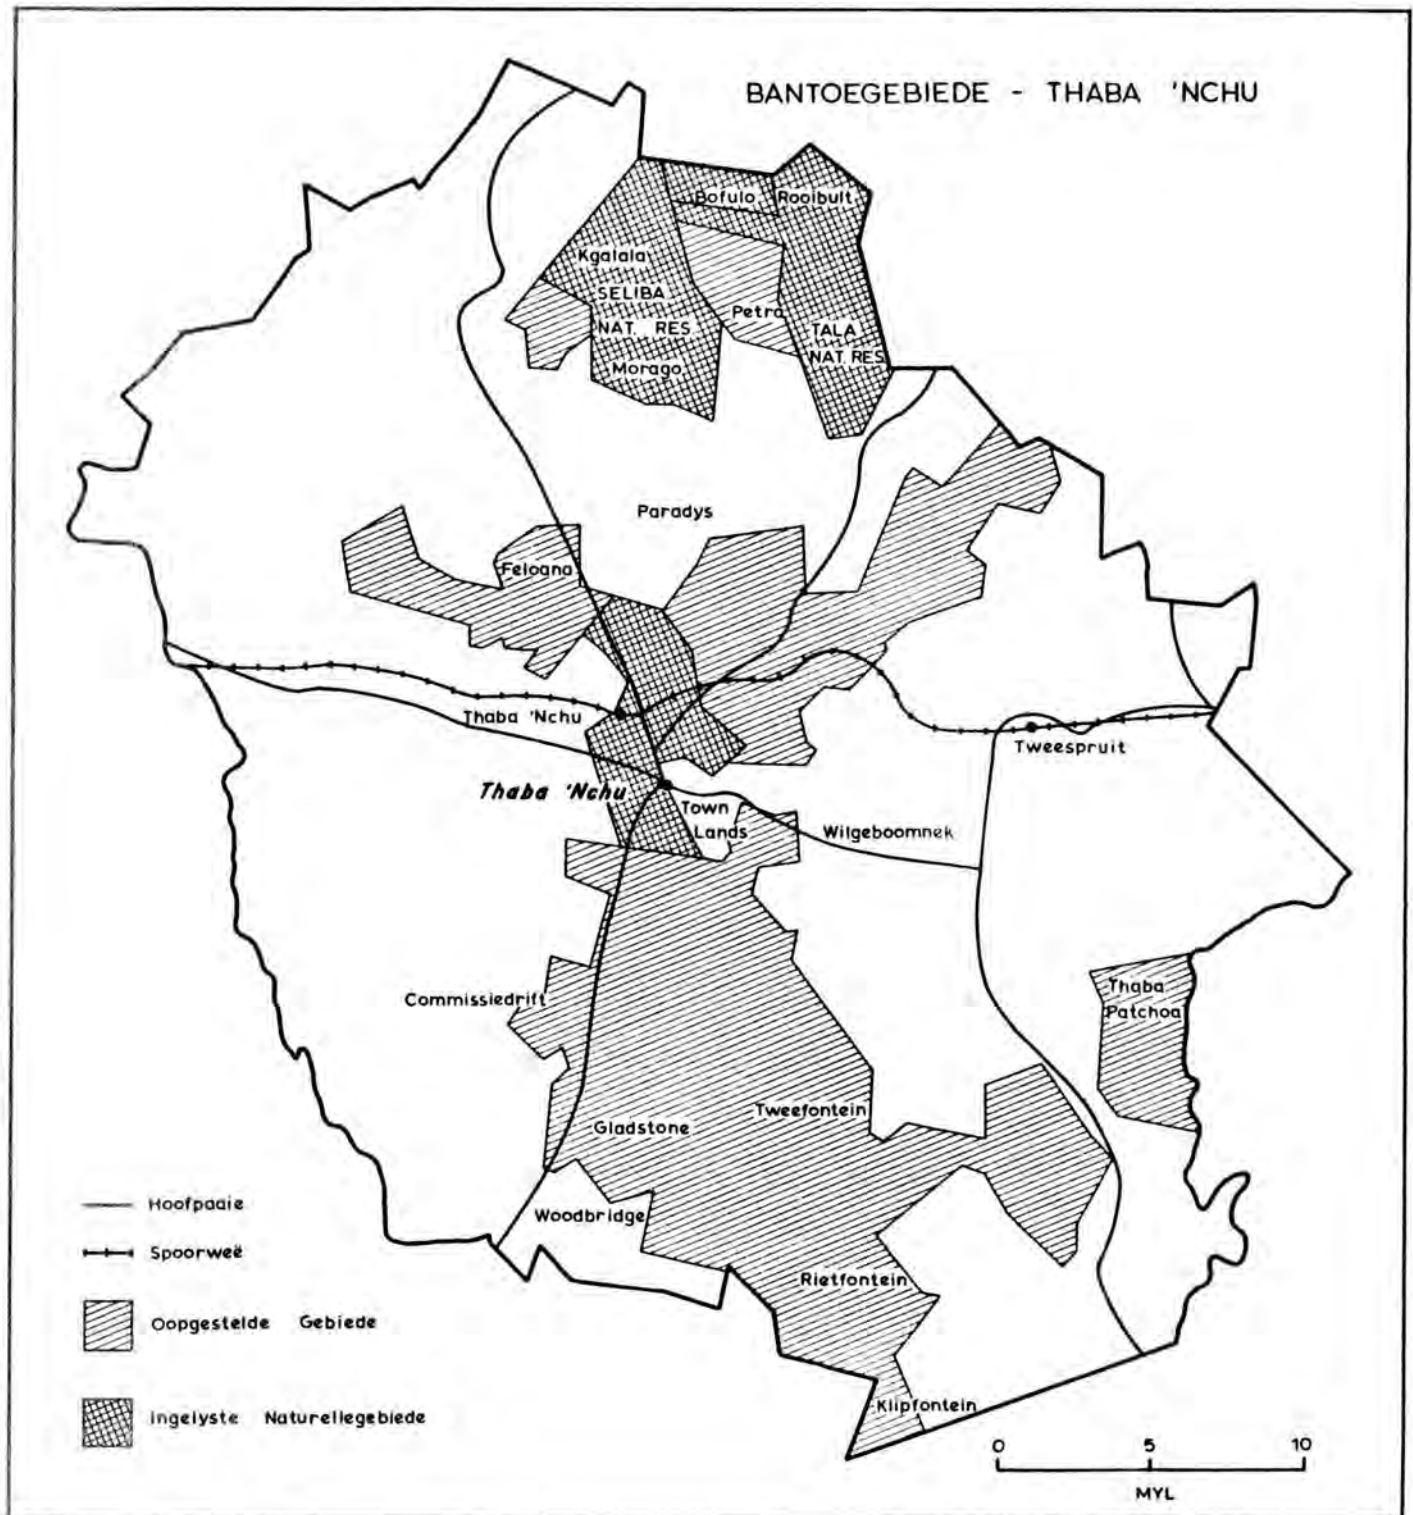 BANTOEGEBIEDE - THABA 'NCHU
Bofulo
Rooibult
Kgalala
SELIBA
NAT. RES.
Morago
Petra
TALA
NAT. RES.
Paradys
Feloana
Thaba 'Nchu
Tweespruit
Thaba 'Nchu
Town
Lands
Wilgeboomnek
Commissiedrift
Thaba
Patchoa
Tweefontein
Gladstone
Woodbridge
Rietfontein
Klipfontein
Hoofpaaie
Spoorweë
Oopgestelde Gebiede
Ingelyste Naturellegebiede
0 5 10
MYL